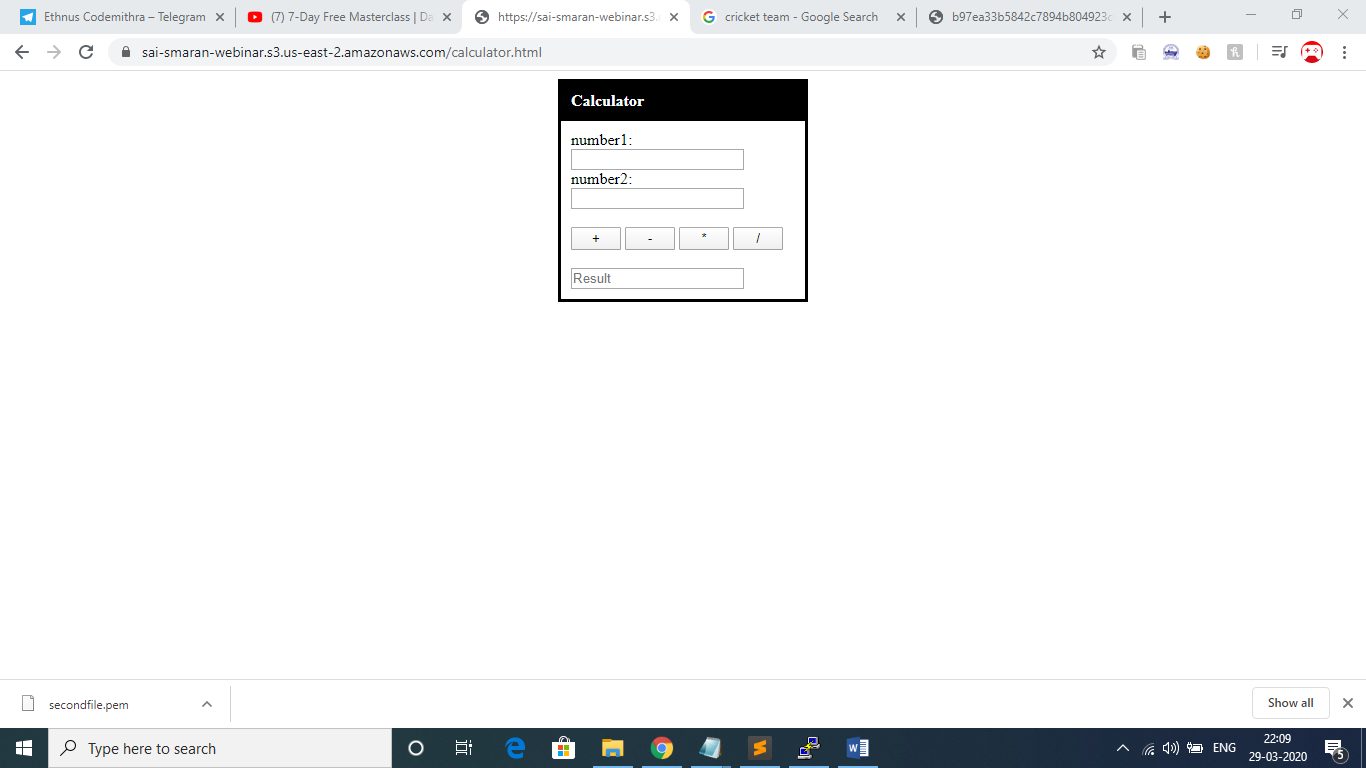 Ethnus Codemithra – Telegram
(7) 7-Day Free Masterclass | Da
https://sai-smaran-webinar.s3.
cricket team - Google Search
b97ea33b5842c7894b804923c
sai-smaran-webinar.s3.us-east-2.amazonaws.com/calculator.html
Calculator
number1:
number2:
+ - * /
Result
secondfile.pem
Show all
Type here to search
ENG
22:09
29-03-2020
5